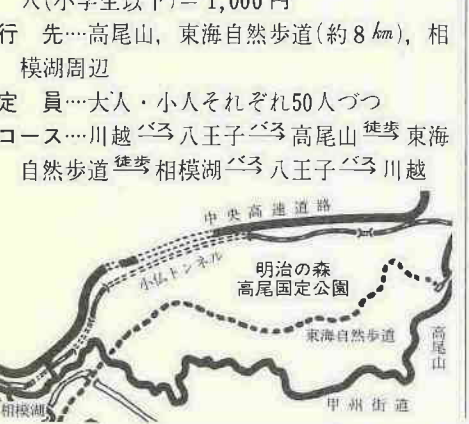 人(小学生以下)＝1,000円
行　先‥‥高尾山，東海自然歩道(約8km)，相
模湖周辺
定　員‥‥大人・小人それぞれ50人づつ
コース‥‥川越バス→八王子バス→高尾山徒歩→東海
自然歩道徒歩→相模湖バス→八王子バス→川越
中央高速道路
小仏トンネル
明治の森
高尾国定公園
東海自然歩道
高尾山
相模湖
甲州街道